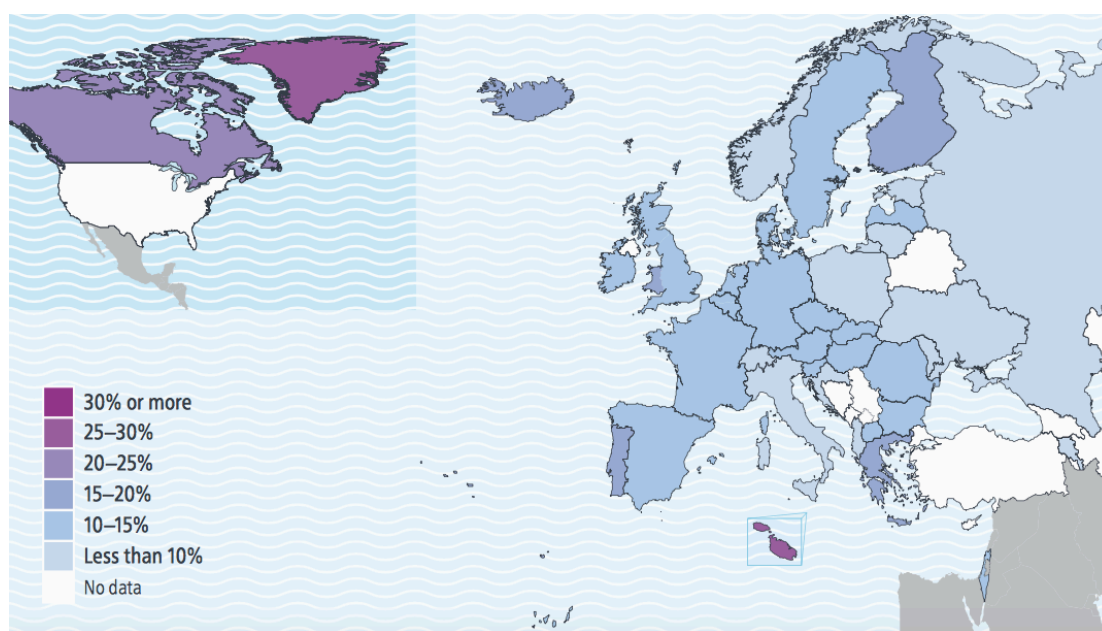 30% or more
25–30%
20–25%
15–20%
10–15%
Less than 10%
No data